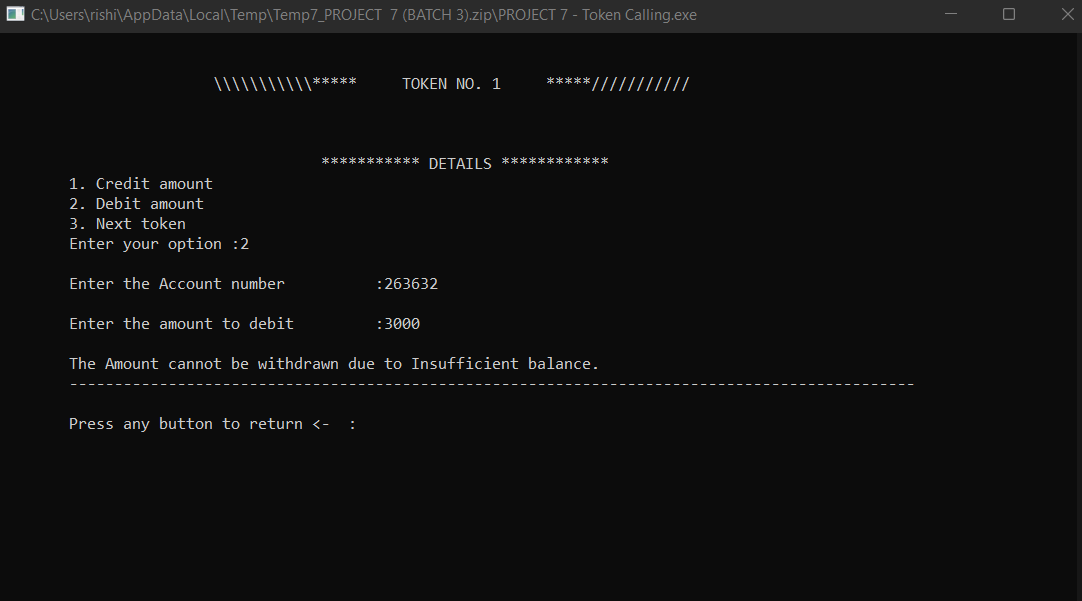 C:\Users\rishi\AppData\Local\Temp\Temp7_PROJECT  7 (BATCH 3).zip\PROJECT 7 - Token Calling.exe
\\\\\\\\\\\*****     TOKEN NO. 1     *****///////////
*********** DETAILS ************
1. Credit amount
2. Debit amount
3. Next token
Enter your option :2
Enter the Account number          :263632
Enter the amount to debit         :3000
The Amount cannot be withdrawn due to Insufficient balance.
----------------------------------------------------------------------------------------------
Press any button to return <-  :